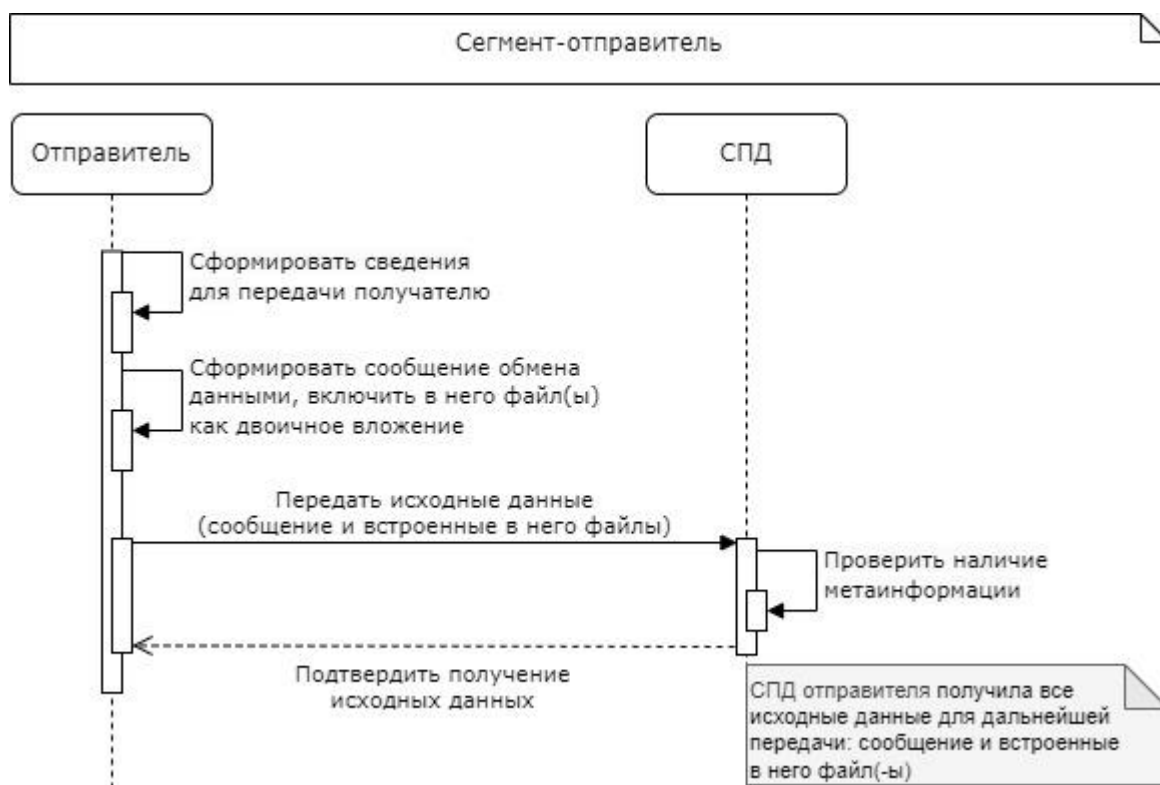 Сегмент-отправитель
Отправитель
СПД
Сформировать сведения
для передачи получателю
Сформировать сообщение обмена
данными, включить в него файл(ы)
как двоичное вложение
Передать исходные данные
(сообщение и встроенные в него файлы)
Проверить наличие
метаинформации
Подтвердить получение
исходных данных
СПД отправителя получила все
исходные данные для дальнейшей
передачи: сообщение и встроенные
в него файл(-ы)